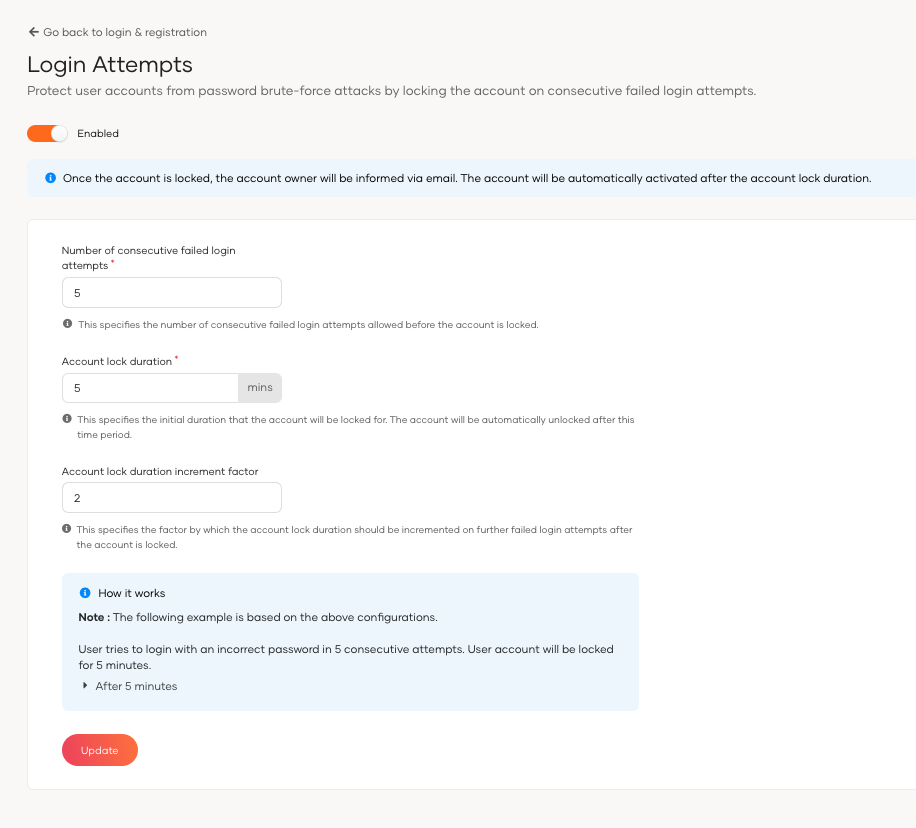 Go back to login & registration
Login Attempts
Protect user accounts from password brute-force attacks by locking the account on consecutive failed login attempts.
Enabled
Once the account is locked, the account owner will be informed via email. The account will be automatically activated after the account lock duration.
Number of consecutive failed login
attempts *
5
This specifies the number of consecutive failed login attempts allowed before the account is locked.
Account lock duration *
5 mins
This specifies the initial duration that the account will be locked for. The account will be automatically unlocked after this
time period.
Account lock duration increment factor
2
This specifies the factor by which the account lock duration should be incremented on further failed login attempts after
the account is locked.
How it works
Note : The following example is based on the above configurations.
User tries to login with an incorrect password in 5 consecutive attempts. User account will be locked
for 5 minutes.
After 5 minutes
Update